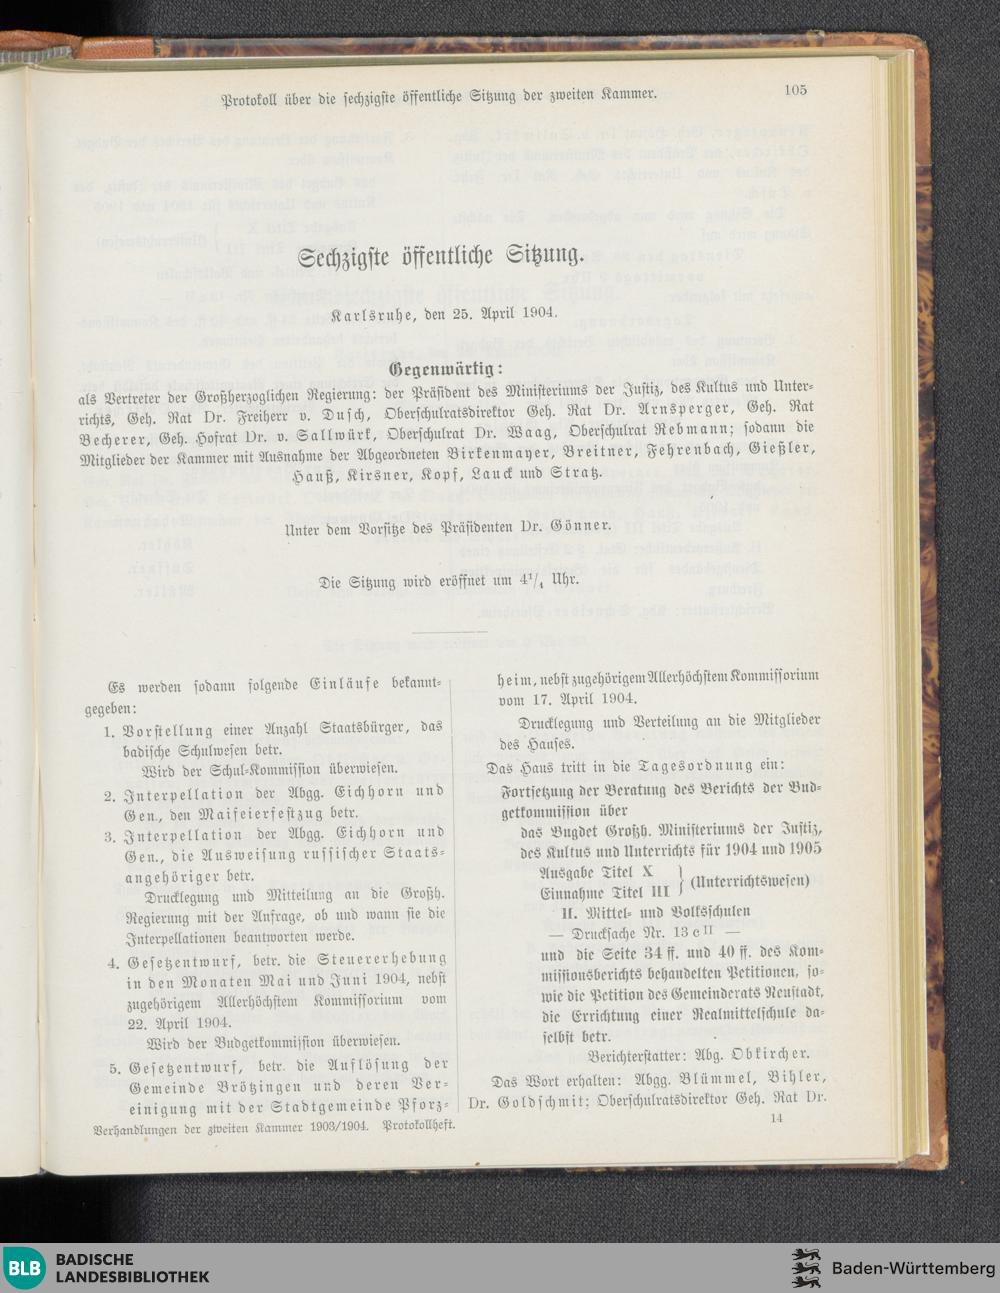 Protokoll über die sechzigste öffentliche Sitzung der zweiten Kammer.
105
Sechzigste öffentliche Sitzung.
Karlsruhe, den 25. April 1904.
Gegenwärtig:
als Vertreter der Großherzoglichen Regierung: der Präsident des Ministeriums der Justiz, des Kultus und Unter-
richts, Geh. Rat Dr. Freiherr v. Dusch, Oberschulratsdirektor Geh. Rat Dr. Arnsperger, Geh. Rat
Becherer, Geh. Hofrat Dr. v. Sallwürk, Oberschulrat Dr. Waag, Oberschulrat Rebmann; sodann die
Mitglieder der Kammer mit Ausnahme der Abgeordneten Birkenmayer, Breitner, Fehrenbach, Gießler,
Hauß, Kirsner, Kopf, Lauck und Straß.
Unter dem Vorsitze des Präsidenten Dr. Gönner.
Die Sitzung wird eröffnet um 4 1/4 Uhr.
Es werden sodann folgende Einläufe bekannt-
gegeben:
1. Vorstellung einer Anzahl Staatsbürger, das
badische Schulwesen betr.
Wird der Schul-Kommission überwiesen.
2. Interpellation der Abgg. Eichhorn und
Gen., den Maifeierfestzug betr.
3. Interpellation der Abgg. Eichhorn und
Gen., die Ausweisung russischer Staats-
angehöriger betr.
Drucklegung und Mitteilung an die Großh.
Regierung mit der Anfrage, ob und wann sie die
Interpellationen beantworten werde.
4. Gesetzentwurf, betr. die Steuererhebung
in den Monaten Mai und Juni 1904, nebst
zugehörigem Allerhöchstem Kommissorium vom
22. April 1904.
Wird der Budgetkommission überwiesen.
5. Gesetzentwurf, betr. die Auflösung der
Gemeinde Brötzingen und deren Ver-
einigung mit der Stadtgemeinde Pforz-
Verhandlungen der zweiten Kammer 1903/1904. Protokollheft.
heim, nebst zugehörigem Allerhöchstem Kommissorium
vom 17. April 1904.
Drucklegung und Verteilung an die Mitglieder
des Hauses.
Das Haus tritt in die Tagesordnung ein:
Fortsetzung der Beratung des Berichts der Bud-
getkommission über
das Bugdet Großh. Ministeriums der Justiz,
des Kultus und Unterrichts für 1904 und 1905
Ausgabe Titel X
Einnahme Titel III } (Unterrichtswesen)
II. Mittel- und Volksschulen
— Drucksache Nr. 13 c II —
und die Seite 34 ff. und 40 ff. des Kom-
missionsberichts behandelten Petitionen, so-
wie die Petition des Gemeinderats Neustadt,
die Errichtung einer Realmittelschule da-
selbst betr.
Berichterstatter: Abg. Obkircher.
Das Wort erhalten: Abgg. Blümmel, Bihler,
Dr. Goldschmit; Oberschulratsdirektor Geh. Rat Dr.
14
BLB
BADISCHE
LANDESBIBLIOTHEK
Baden-Württemberg